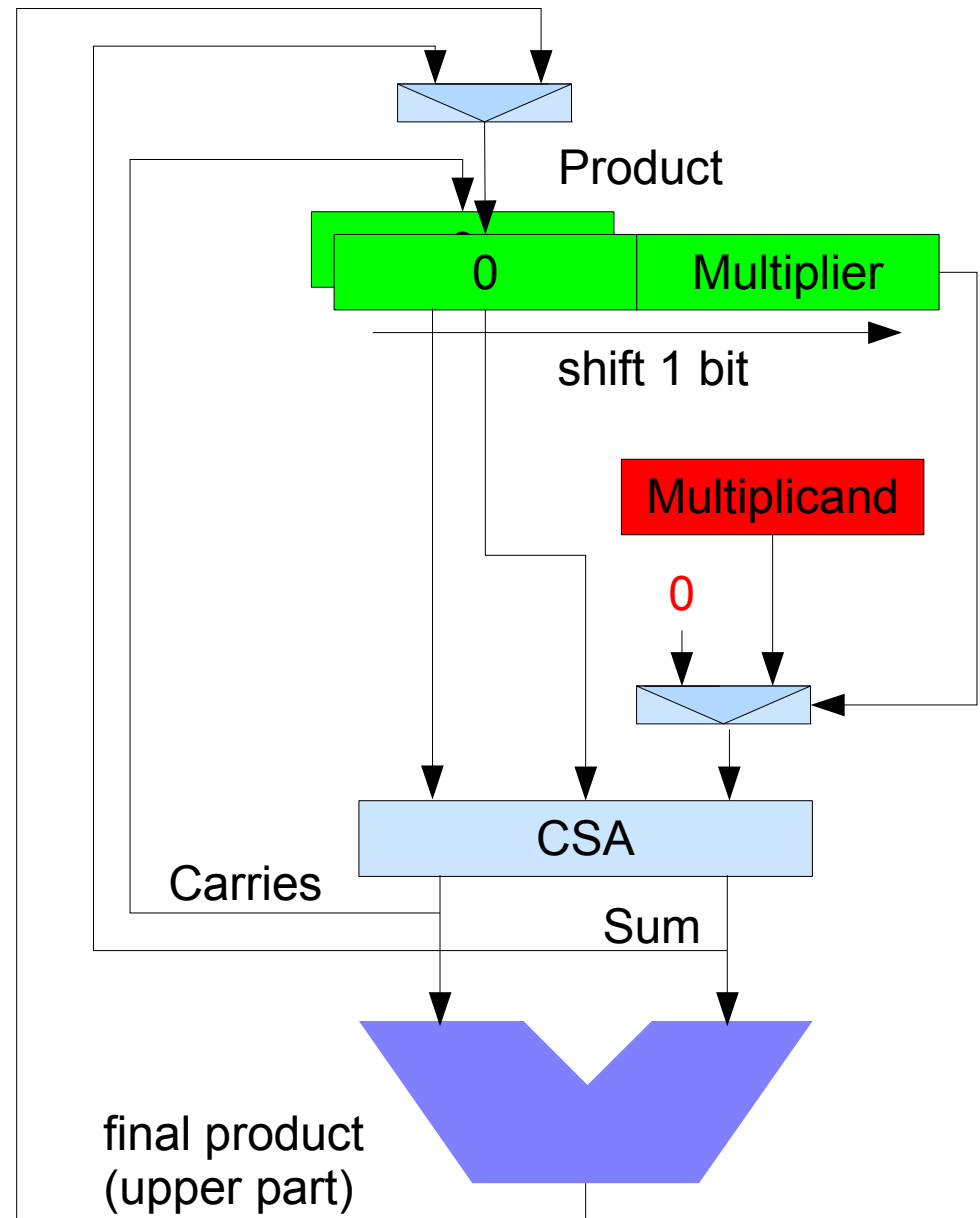 Product
0
Multiplier
shift 1 bit
Multiplicand
0
CSA
Carries
Sum
final product
(upper part)